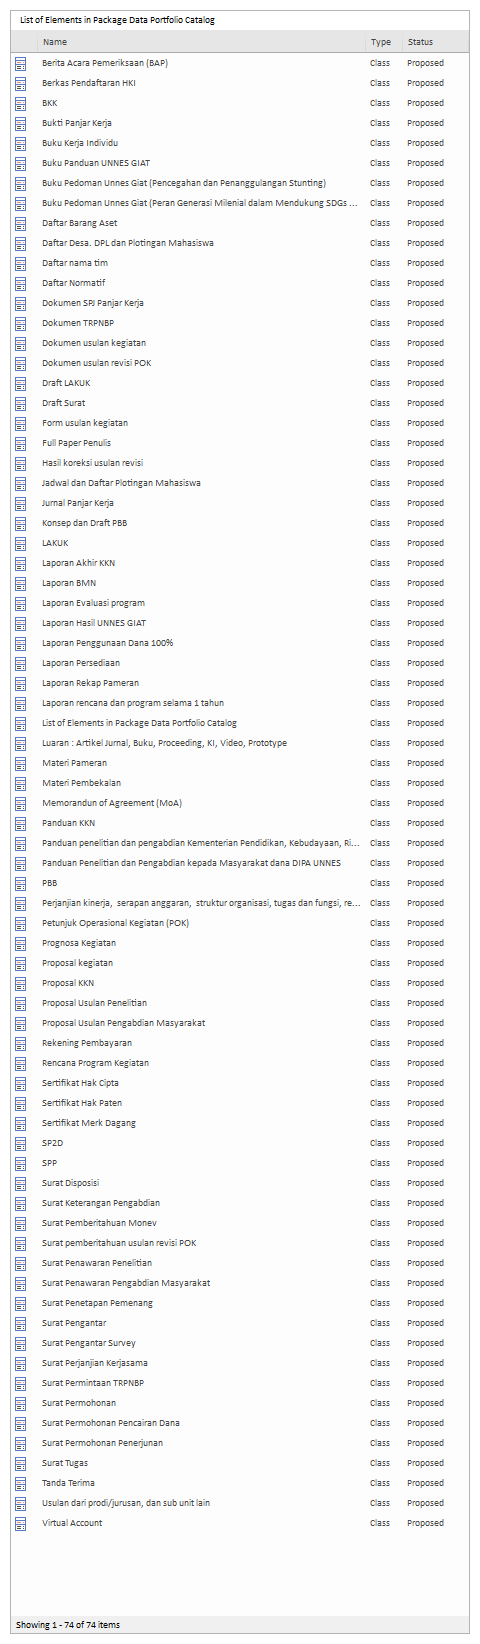 List of Elements in Package Data Portfolio Catalog
Name Type Status
Berita Acara Pemeriksaan (BAP) Class Proposed
Berkas Pendaftaran HKI Class Proposed
BKK Class Proposed
Bukti Panjar Kerja Class Proposed
Buku Kerja Individu Class Proposed
Buku Panduan UNNES GIAT Class Proposed
Buku Pedoman Unnes Giat (Pencegahan dan Penanggulangan Stunting) Class Proposed
Buku Pedoman Unnes Giat (Peran Generasi Milenial dalam Mendukung SDGs ... Class Proposed
Daftar Barang Aset Class Proposed
Daftar Desa. DPL dan Plotingan Mahasiswa Class Proposed
Daftar nama tim Class Proposed
Daftar Normatif Class Proposed
Dokumen SPJ Panjar Kerja Class Proposed
Dokumen TRPNBP Class Proposed
Dokumen usulan kegiatan Class Proposed
Dokumen usulan revisi POK Class Proposed
Draft LAKUK Class Proposed
Draft Surat Class Proposed
Form usulan kegiatan Class Proposed
Full Paper Penulis Class Proposed
Hasil koreksi usulan revisi Class Proposed
Jadwal dan Daftar Plotingan Mahasiswa Class Proposed
Jurnal Panjar Kerja Class Proposed
Konsep dan Draft PBB Class Proposed
LAKUK Class Proposed
Laporan Akhir KKN Class Proposed
Laporan BMN Class Proposed
Laporan Evaluasi program Class Proposed
Laporan Hasil UNNES GIAT Class Proposed
Laporan Penggunaan Dana 100% Class Proposed
Laporan Persediaan Class Proposed
Laporan Rekap Pameran Class Proposed
Laporan rencana dan program selama 1 tahun Class Proposed
List of Elements in Package Data Portfolio Catalog Class Proposed
Luaran : Artikel Jurnal, Buku, Proceeding, KI, Video, Prototype Class Proposed
Materi Pameran Class Proposed
Materi Pembekalan Class Proposed
Memorandun of Agreement (MoA) Class Proposed
Panduan KKN Class Proposed
Panduan penelitian dan pengabdian Kementerian Pendidikan, Kebudayaan, Ri... Class Proposed
Panduan Penelitian dan Pengabdian kepada Masyarakat dana DIPA UNNES Class Proposed
PBB Class Proposed
Perjanjian kinerja, serapan anggaran, struktur organisasi, tugas dan fungsi, re... Class Proposed
Petunjuk Operasional Kegiatan (POK) Class Proposed
Prognosa Kegiatan Class Proposed
Proposal kegiatan Class Proposed
Proposal KKN Class Proposed
Proposal Usulan Penelitian Class Proposed
Proposal Usulan Pengabdian Masyarakat Class Proposed
Rekening Pembayaran Class Proposed
Rencana Program Kegiatan Class Proposed
Sertifikat Hak Cipta Class Proposed
Sertifikat Hak Paten Class Proposed
Sertifikat Merk Dagang Class Proposed
SP2D Class Proposed
SPP Class Proposed
Surat Disposisi Class Proposed
Surat Keterangan Pengabdian Class Proposed
Surat Pemberitahuan Monev Class Proposed
Surat pemberitahuan usulan revisi POK Class Proposed
Surat Penawaran Penelitian Class Proposed
Surat Penawaran Pengabdian Masyarakat Class Proposed
Surat Penetapan Pemenang Class Proposed
Surat Pengantar Class Proposed
Surat Pengantar Survey Class Proposed
Surat Perjanjian Kerjasama Class Proposed
Surat Permintaan TRPNBP Class Proposed
Surat Permohonan Class Proposed
Surat Permohonan Pencairan Dana Class Proposed
Surat Permohonan Penerjunan Class Proposed
Surat Tugas Class Proposed
Tanda Terima Class Proposed
Usulan dari prodi/jurusan, dan sub unit lain Class Proposed
Virtual Account Class Proposed
Showing 1 - 74 of 74 items